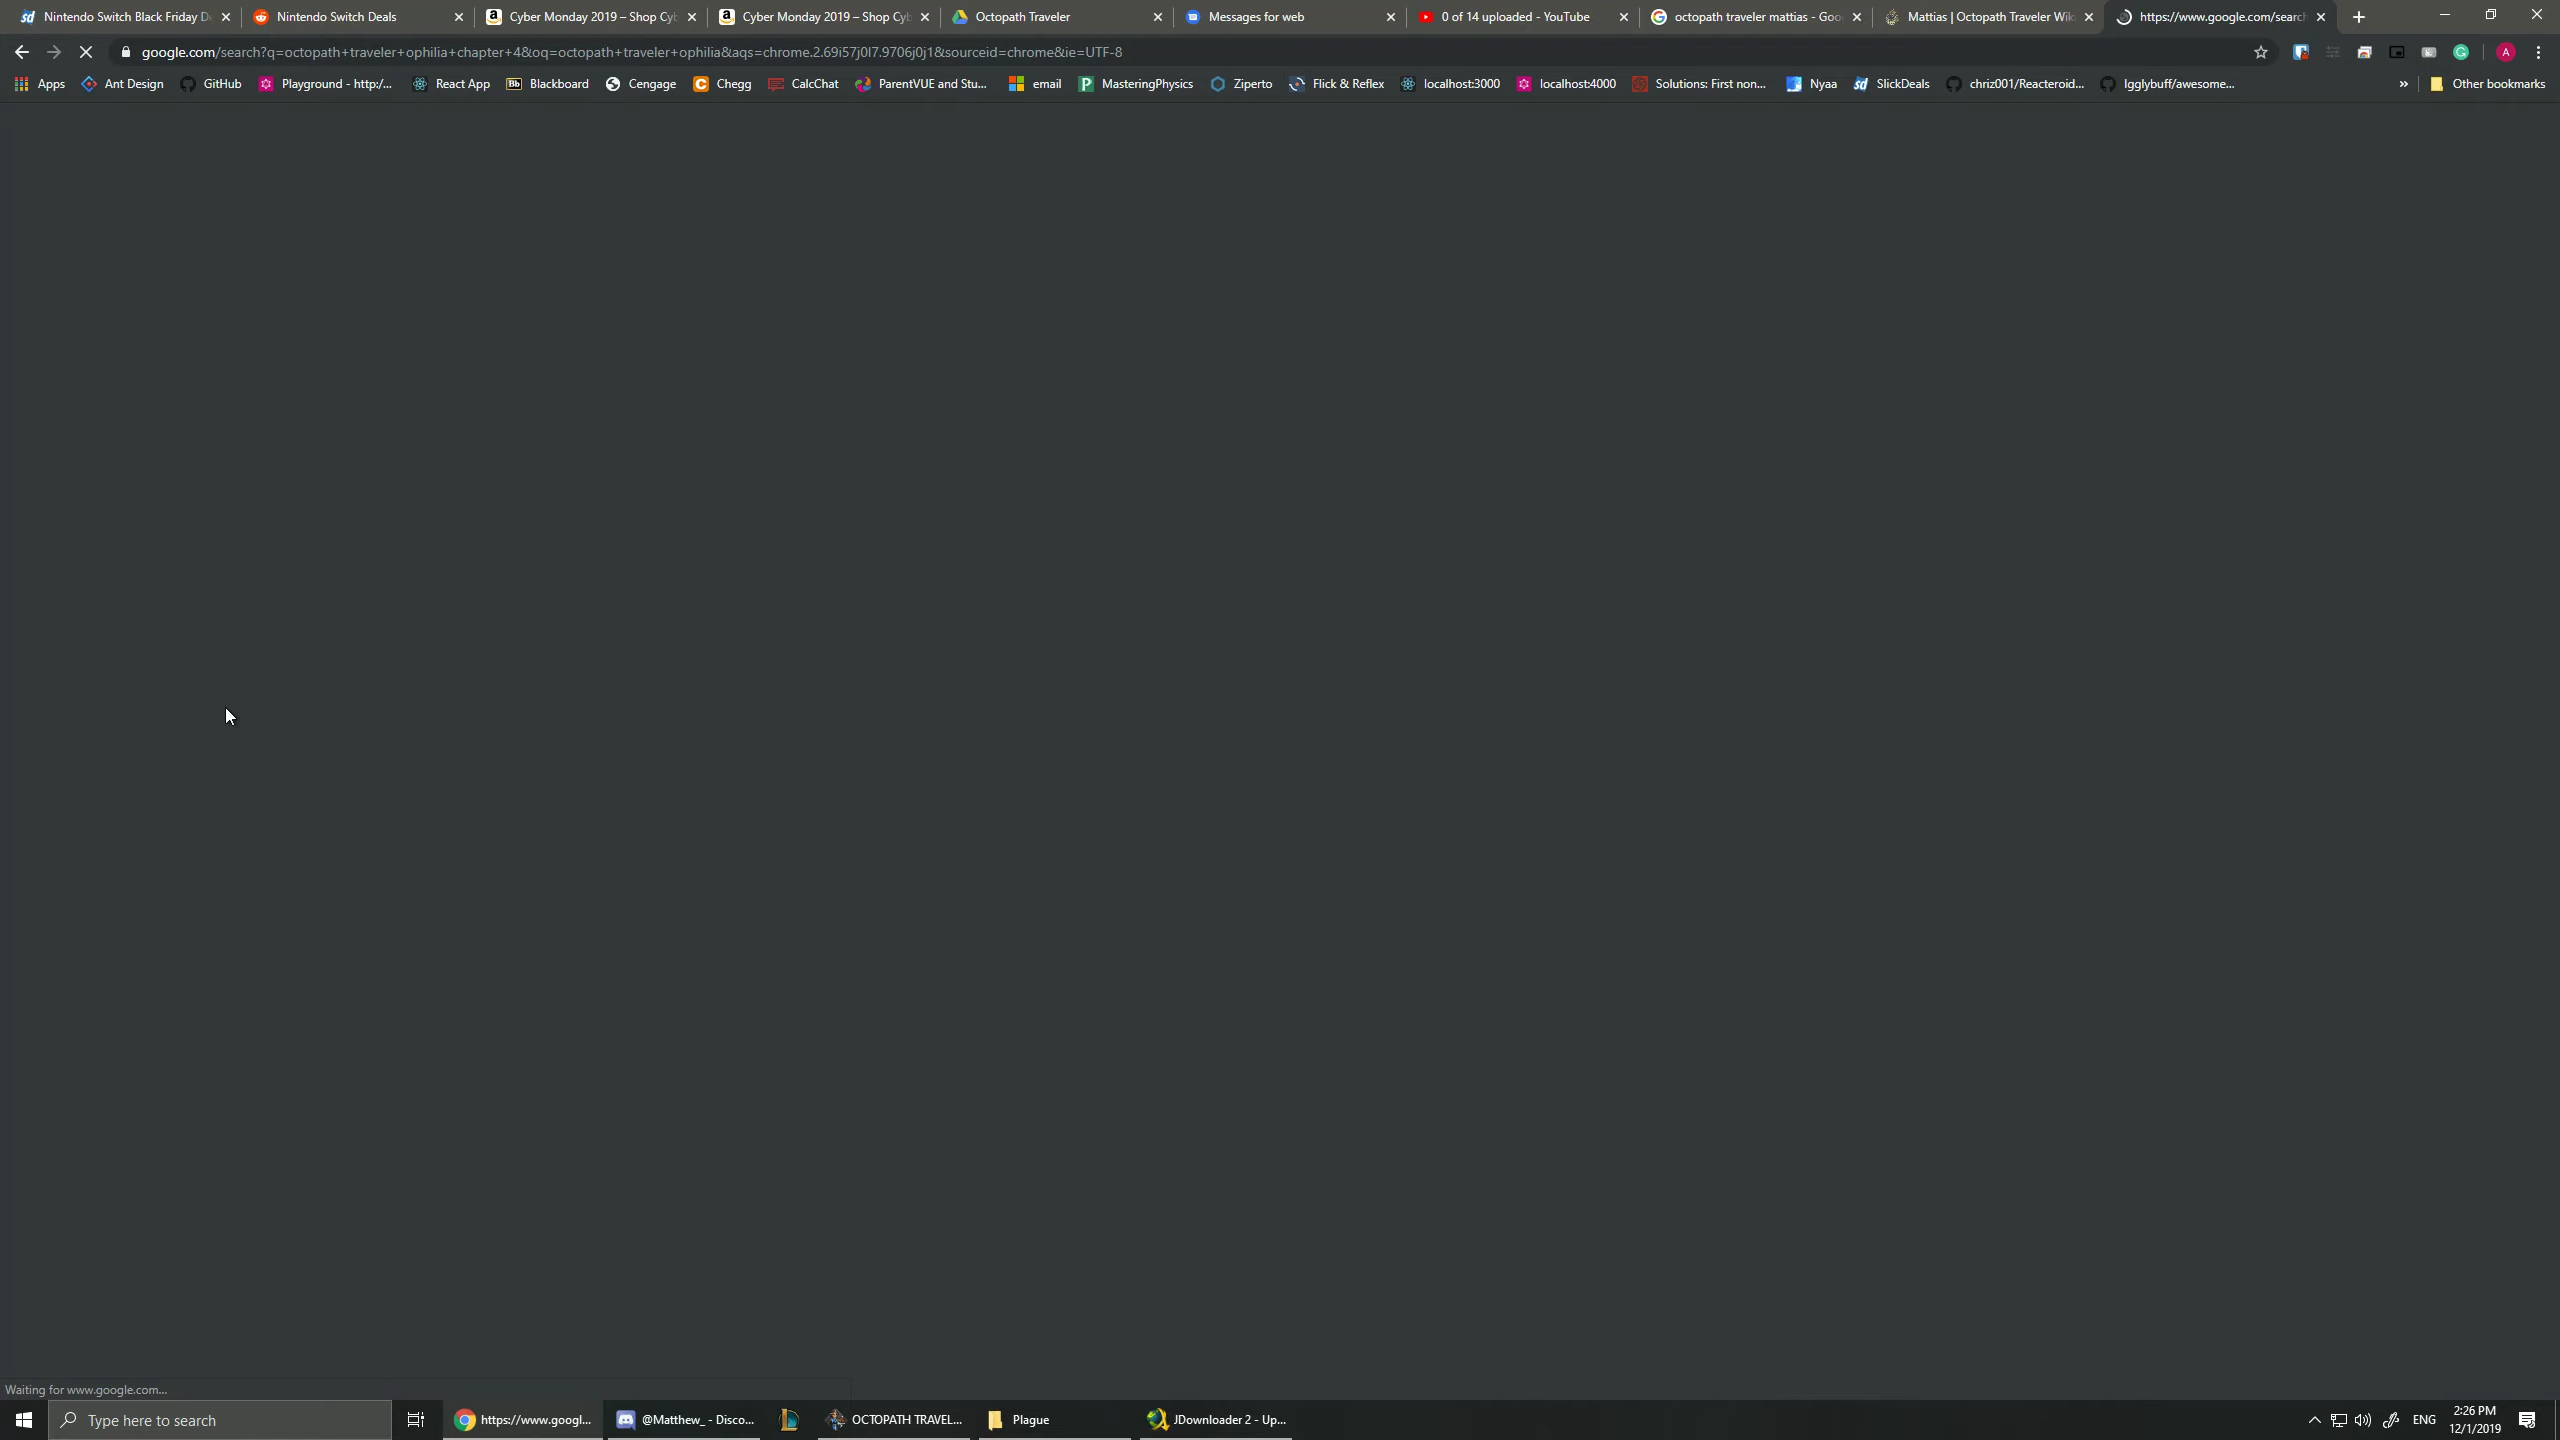 Nintendo Switch Black Friday D
Nintendo Switch Deals
Cyber Monday 2019 – Shop Cyb
Cyber Monday 2019 – Shop Cyb
Octopath Traveler
Messages for web
0 of 14 uploaded - YouTube
octopath traveler mattias - Goo
Mattias | Octopath Traveler Wik
https://www.google.com/search
google.com/search?q=octopath+traveler+ophilia+chapter+4&oq=octopath+traveler+ophilia&aqs=chrome.2.69i57j0l7.9706j0j1&sourceid=chrome&ie=UTF-8
A
Apps
Ant Design
GitHub
Playground - http:/...
React App
Bb Blackboard
Cengage
Chegg
CalcChat
ParentVUE and Stu...
email
MasteringPhysics
Ziperto
Flick & Reflex
localhost:3000
localhost:4000
Solutions: First non...
Nyaa
SlickDeals
chriz001/Reacteroid...
Igglybuff/awesome...
»
Other bookmarks
Waiting for www.google.com...
Type here to search
https://www.googl...
@Matthew_ - Disco...
OCTOPATH TRAVEL...
Plague
JDownloader 2 - Up...
ENG
2:26 PM
12/1/2019